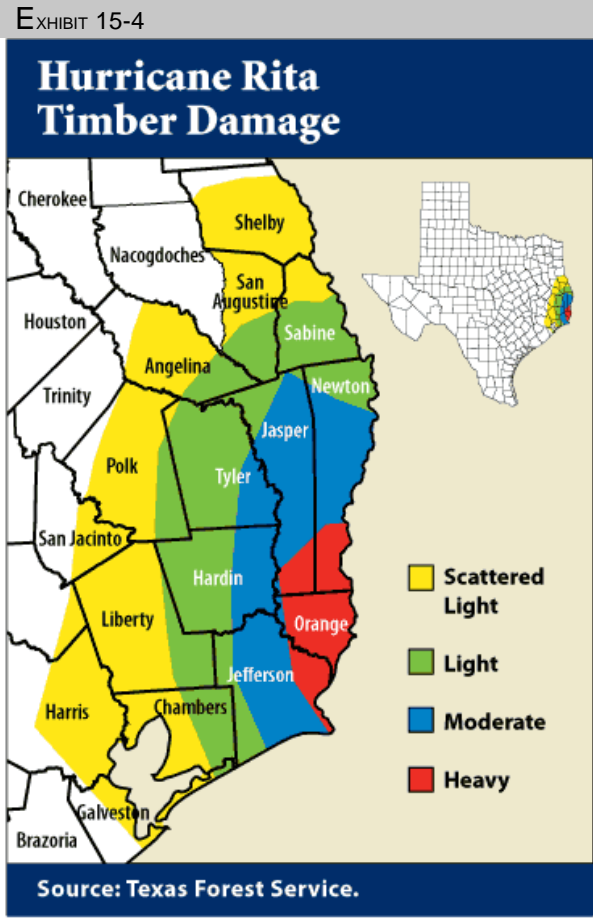 EXHIBIT 15-4
Hurricane Rita
Timber Damage
Cherokee
Shelby
Nacogdoches
San
Augustine
Houston
Sabine
Angelina
Newton
Trinity
Jasper
Polk
Tyler
San Jacinto
Hardin
Liberty
Orange
Jefferson
Harris
Chambers
Galveston
Brazoria
Scattered
Light
Light
Moderate
Heavy
Source: Texas Forest Service.